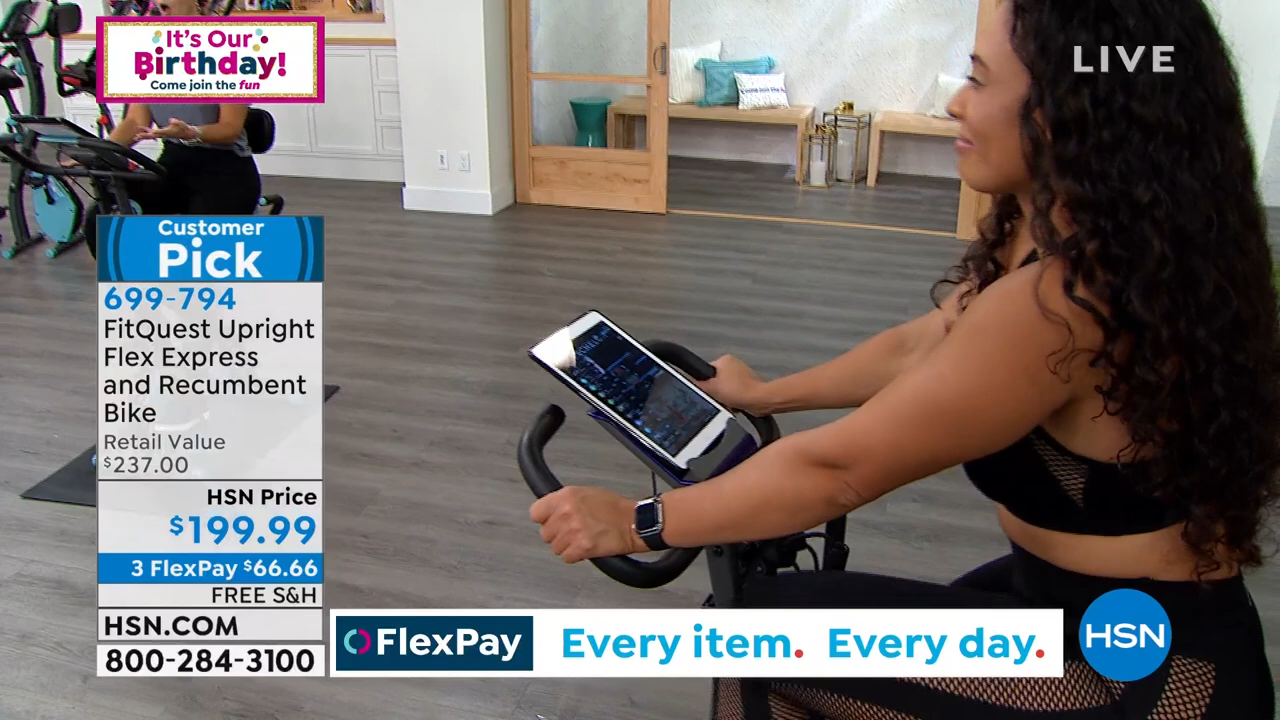 It's Our
Birthday!
Come join the fun
LIVE
Customer
Pick
699-794
FitQuest Upright
Flex Express
and Recumbent
Bike
Retail Value
$237.00
HSN Price
$199.99
3 FlexPay $66.66
FREE S&H
HSN.COM
800-284-3100
FlexPay
Every item. Every day.
HSN